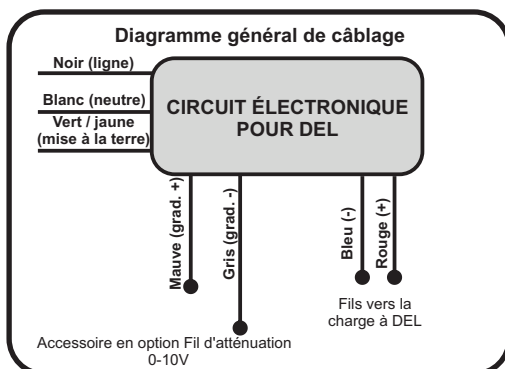 Diagramme général de câblage
Noir (ligne)
Blanc (neutre)
Vert / jaune
(mise à la terre)
CIRCUIT ÉLECTRONIQUE
POUR DEL
Mauve (grad. +)
Gris (grad. -)
Bleu (-)
Rouge (+)
Fils vers la
charge à DEL
Accessoire en option Fil d'atténuation
0-10V